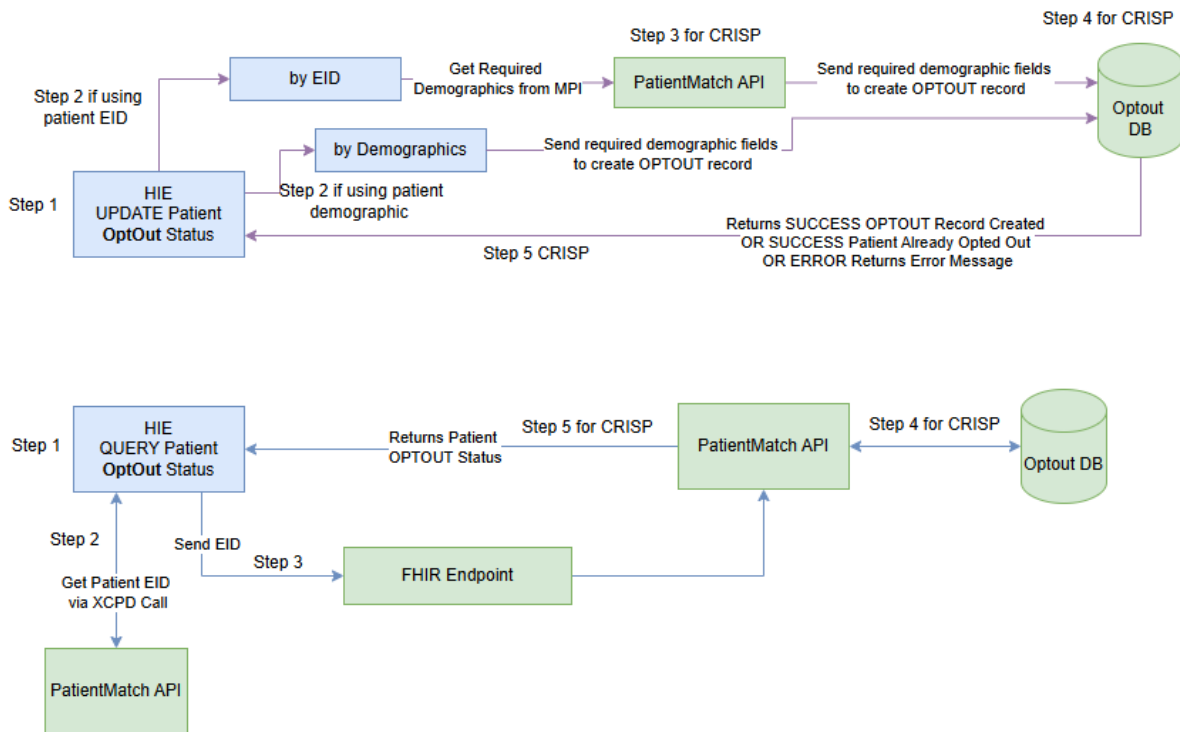 Step 4 for CRISP
Step 3 for CRISP
by EID
Get Required
Demographics from MPI
PatientMatch API
Send required demographic fields
to create OPTOUT record
Optout
DB
Step 2 if using
patient EID
by Demographics
Send required demographic fields
to create OPTOUT record
Step 1
HIE
UPDATE Patient
OptOut Status
Step 2 if using patient
demographic
Returns SUCCESS OPTOUT Record Created
OR SUCCESS Patient Already Opted Out
OR ERROR Returns Error Message
Step 5 CRISP
Step 1
HIE
QUERY Patient
OptOut Status
Returns Patient
OPTOUT Status
Step 5 for CRISP
PatientMatch API
Step 4 for CRISP
Optout DB
Step 2
Send EID
Step 3
FHIR Endpoint
Get Patient EID
via XCPD Call
PatientMatch API